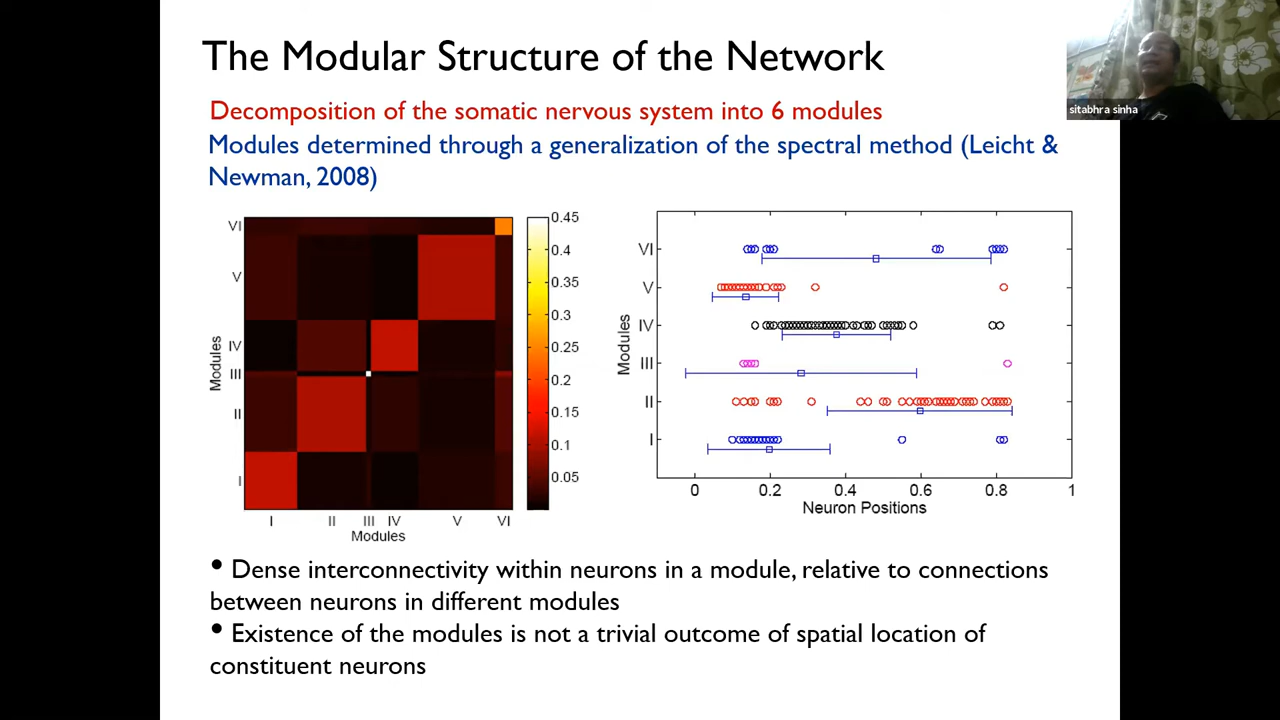 The Modular Structure of the Network
sitabhra sinha
Decomposition of the somatic nervous system into 6 modules
Modules determined through a generalization of the spectral method (Leicht &
Newman, 2008)
VI
V
IV
III
II
I
Modules
I II III IV V VI
Modules
0.45
0.4
0.35
0.3
0.25
0.2
0.15
0.1
0.05
VI
V
IV
III
II
I
Modules
0 0.2 0.4 0.6 0.8 1
Neuron Positions
• Dense interconnectivity within neurons in a module, relative to connections
between neurons in different modules
• Existence of the modules is not a trivial outcome of spatial location of
constituent neurons